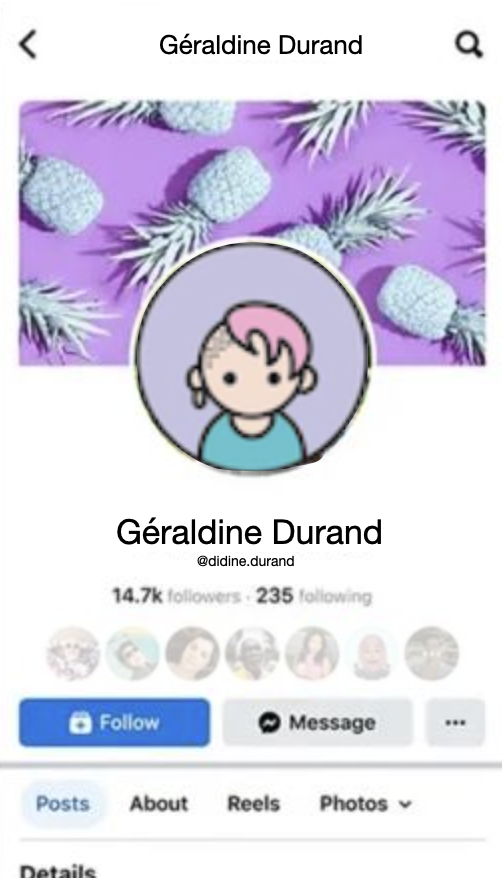 Géraldine Durand
Géraldine Durand
@didine.durand
14.7k followers · 235 following
Follow Message ...
Posts About Reels Photos
Details